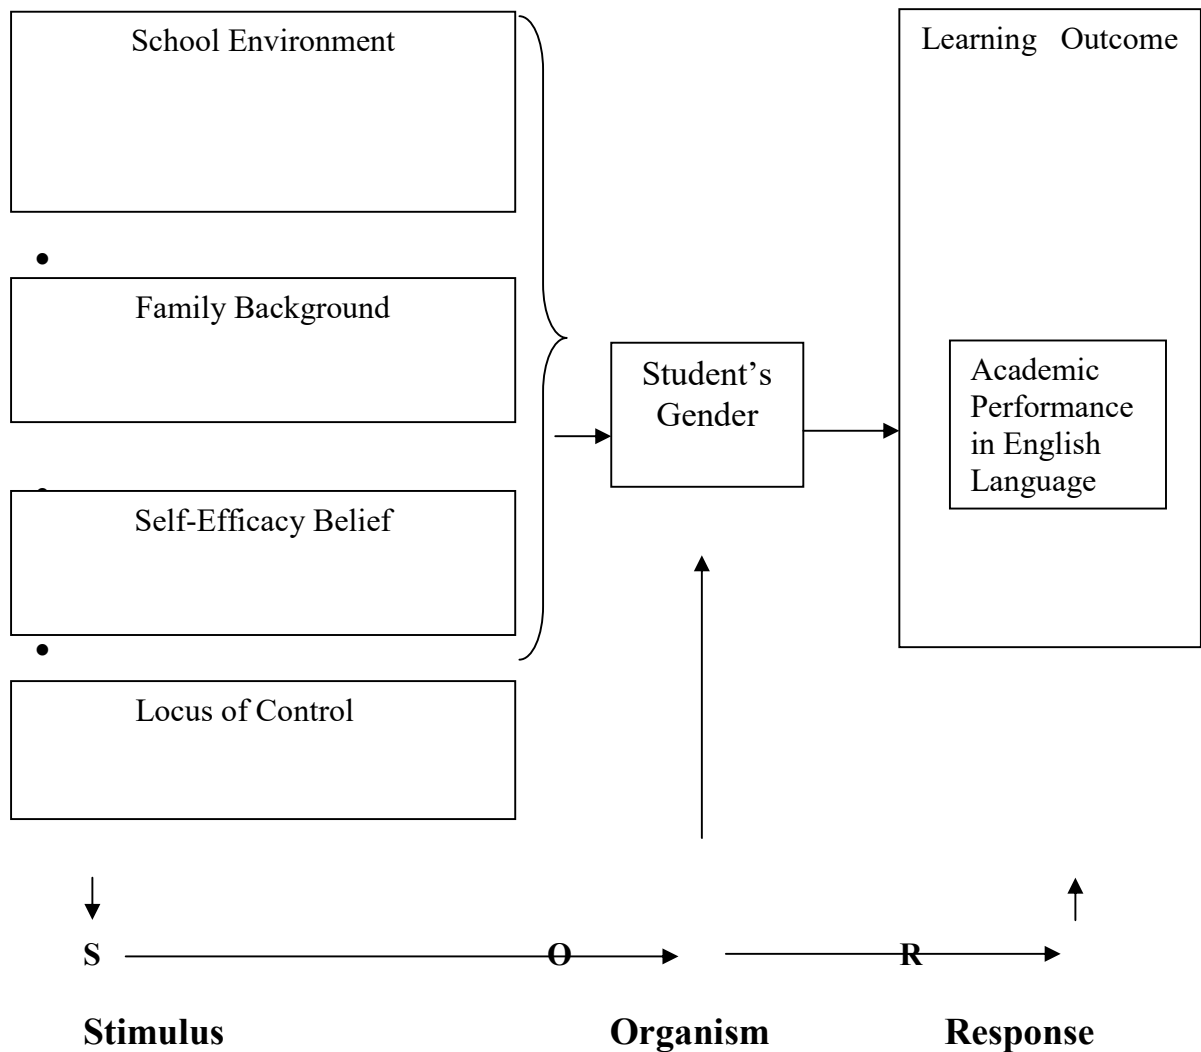 School Environment
Learning Outcome
Family Background
Student’s
Gender
Academic
Performance
in English
Language
Self-Efficacy Belief
Locus of Control
S O R
Stimulus Organism Response